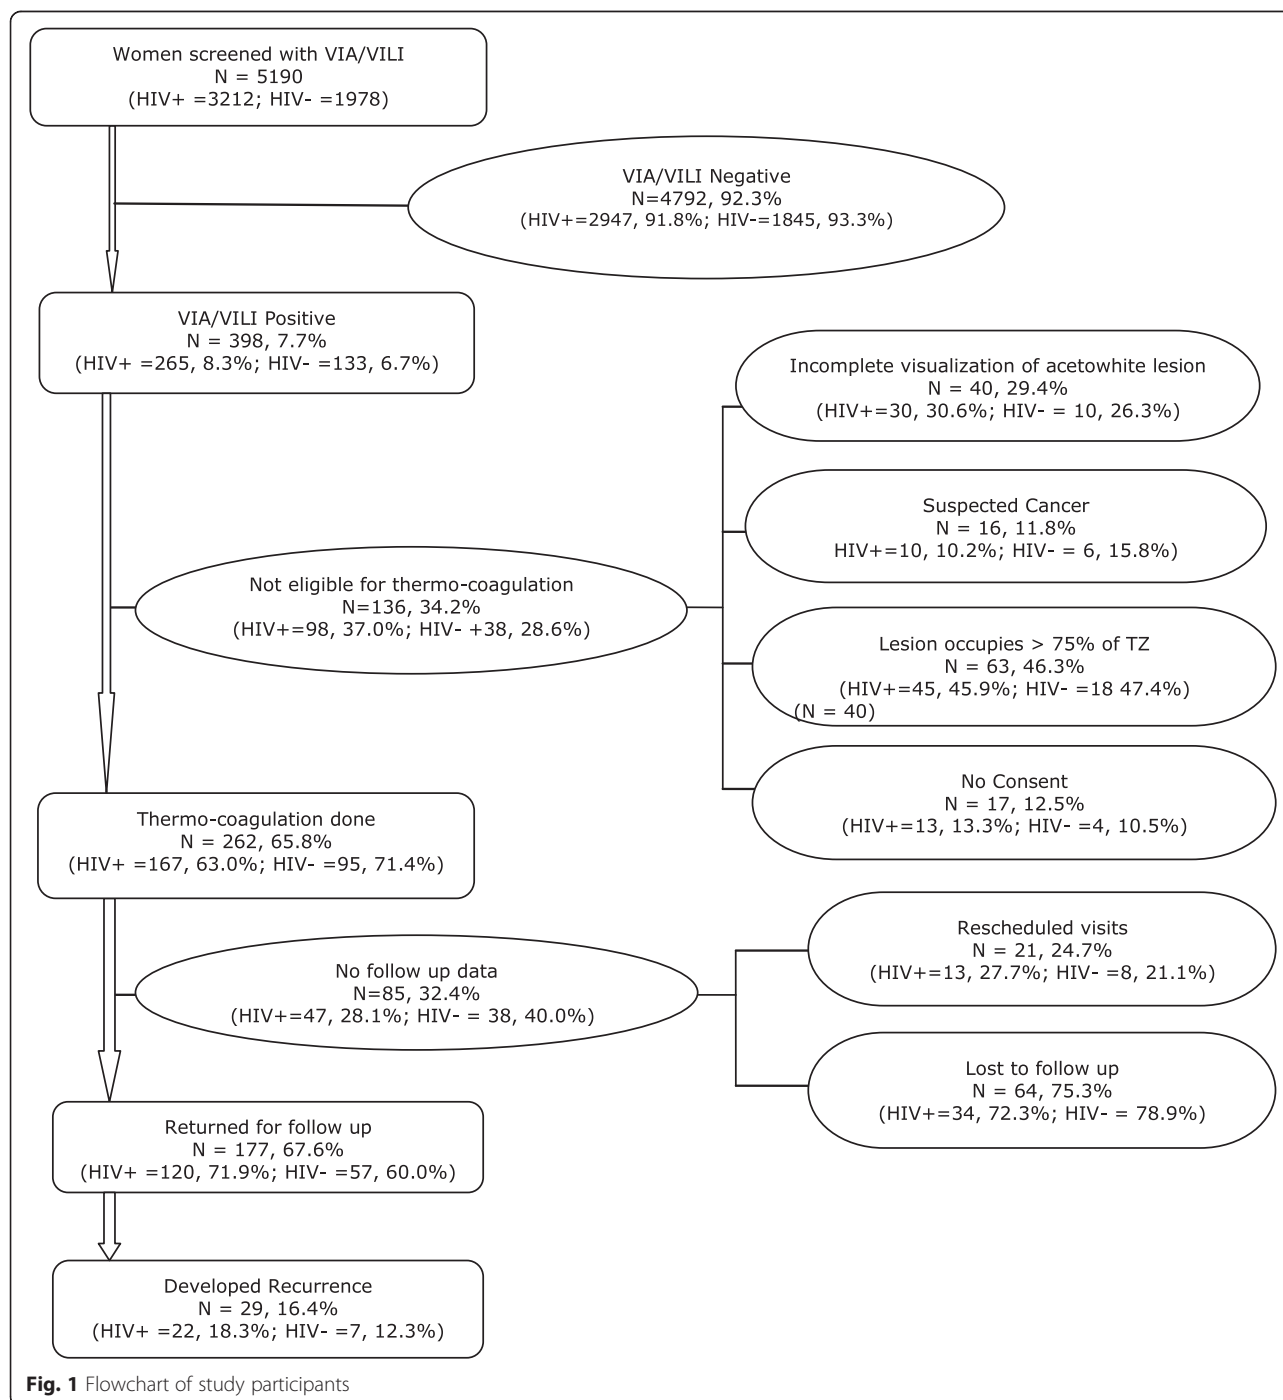 Women screened with VIA/VILI
N = 5190
(HIV+ =3212; HIV- =1978)
VIA/VILI Negative
N=4792, 92.3%
(HIV+=2947, 91.8%; HIV-=1845, 93.3%)
VIA/VILI Positive
N = 398, 7.7%
(HIV+ =265, 8.3%; HIV- =133, 6.7%)
Incomplete visualization of acetowhite lesion
N = 40, 29.4%
(HIV+=30, 30.6%; HIV- = 10, 26.3%)
Suspected Cancer
N = 16, 11.8%
HIV+=10, 10.2%; HIV- = 6, 15.8%)
Not eligible for thermo-coagulation
N=136, 34.2%
(HIV+=98, 37.0%; HIV- +38, 28.6%)
Lesion occupies > 75% of TZ
N = 63, 46.3%
(HIV+=45, 45.9%; HIV- =18 47.4%)
(N = 40)
No Consent
N = 17, 12.5%
(HIV+=13, 13.3%; HIV- =4, 10.5%)
Thermo-coagulation done
N = 262, 65.8%
(HIV+ =167, 63.0%; HIV- =95, 71.4%)
Rescheduled visits
N = 21, 24.7%
(HIV+=13, 27.7%; HIV- =8, 21.1%)
No follow up data
N=85, 32.4%
(HIV+=47, 28.1%; HIV- = 38, 40.0%)
Lost to follow up
N = 64, 75.3%
(HIV+=34, 72.3%; HIV- = 78.9%)
Returned for follow up
N = 177, 67.6%
(HIV+ =120, 71.9%; HIV- =57, 60.0%)
Developed Recurrence
N = 29, 16.4%
(HIV+ =22, 18.3%; HIV- =7, 12.3%)
Fig. 1 Flowchart of study participants